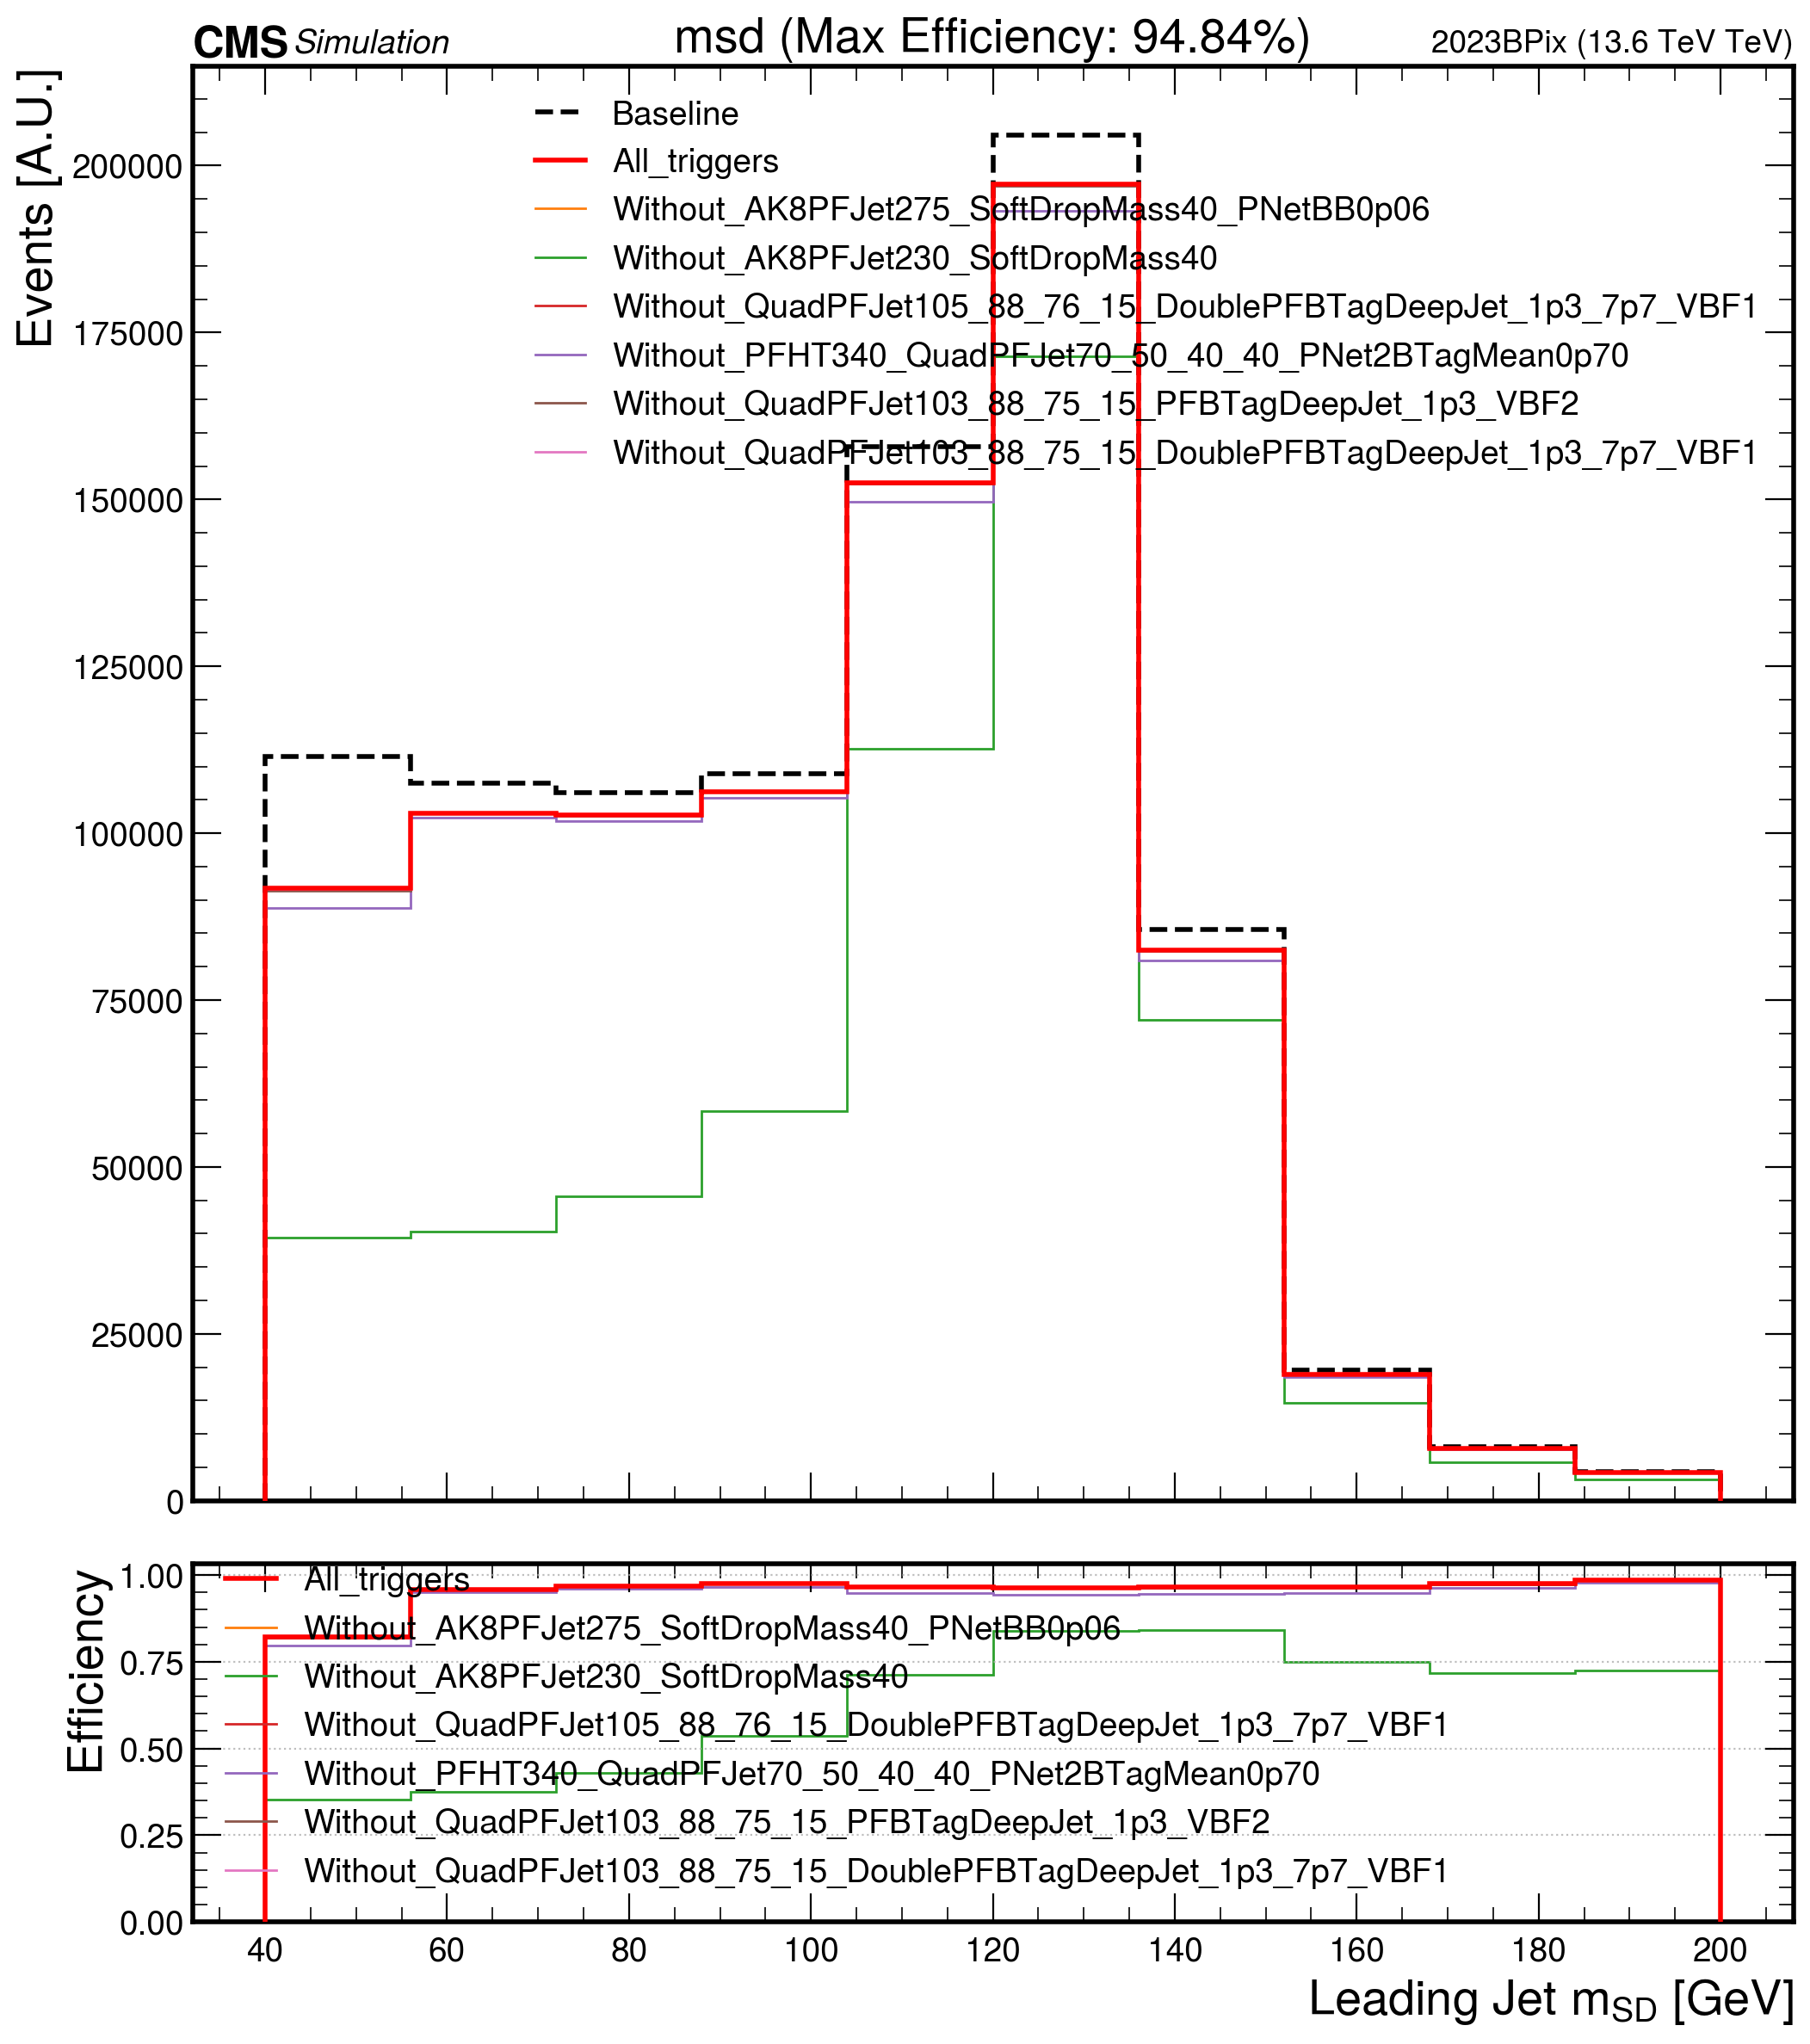 CMS Simulation msd (Max Efficiency: 94.84%) 2023BPix (13.6 TeV TeV)
Events [A.U.]
200000
175000
150000
125000
100000
75000
50000
25000
0
Baseline
All_triggers
Without_AK8PFJet275_SoftDropMass40_PNetBB0p06
Without_AK8PFJet230_SoftDropMass40
Without_QuadPFJet105_88_76_15_DoublePFBTagDeepJet_1p3_7p7_VBF1
Without_PFHT340_QuadPFJet70_50_40_40_PNet2BTagMean0p70
Without_QuadPFJet103_88_75_15_PFBTagDeepJet_1p3_VBF2
Without_QuadPFJet103_88_75_15_DoublePFBTagDeepJet_1p3_7p7_VBF1
Efficiency
1.00
0.75
0.50
0.25
0.00
All_triggers
Without_AK8PFJet275_SoftDropMass40_PNetBB0p06
Without_AK8PFJet230_SoftDropMass40
Without_QuadPFJet105_88_76_15_DoublePFBTagDeepJet_1p3_7p7_VBF1
Without_PFHT340_QuadPFJet70_50_40_40_PNet2BTagMean0p70
Without_QuadPFJet103_88_75_15_PFBTagDeepJet_1p3_VBF2
Without_QuadPFJet103_88_75_15_DoublePFBTagDeepJet_1p3_7p7_VBF1
40 60 80 100 120 140 160 180 200
Leading Jet mSD [GeV]